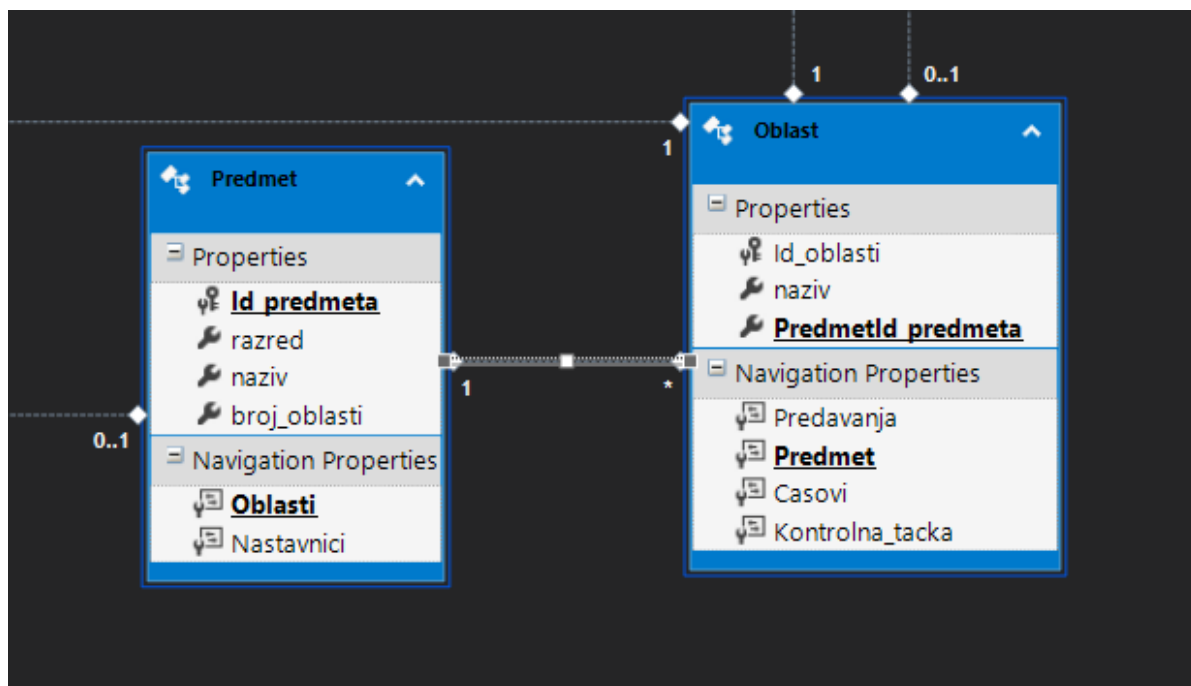 1
0..1
1
Predmet
Properties
Id_predmeta
razred
naziv
broj_oblasti
Navigation Properties
Oblasti
Nastavnici
0..1
1
*
Oblast
Properties
Id_oblasti
naziv
PredmetId_predmeta
Navigation Properties
Predavanja
Predmet
Casovi
Kontrolna_tacka